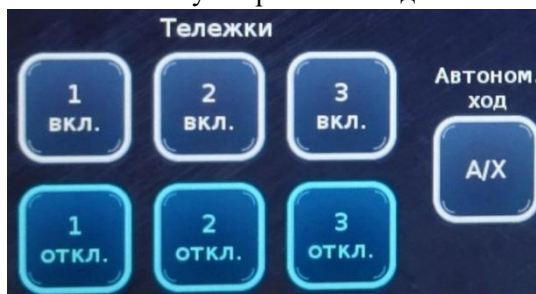 Тележки
1
вкл.
2
вкл.
3
вкл.
Автоном.
ход
А/Х
1
откл.
2
откл.
3
откл.